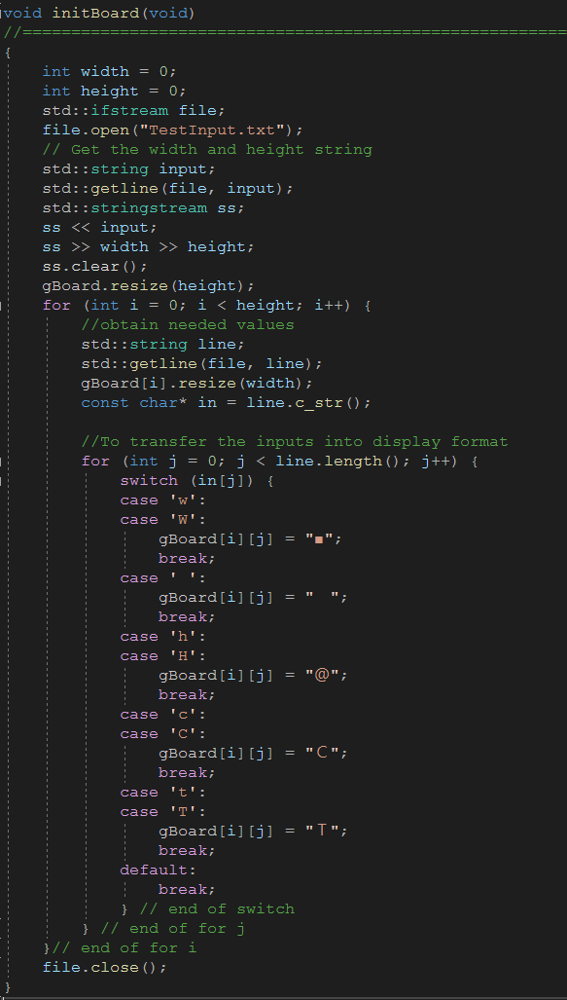 void initBoard(void)
//========================================================
{
    int width = 0;
    int height = 0;
    std::ifstream file;
    file.open("TestInput.txt");
    // Get the width and height string
    std::string input;
    std::getline(file, input);
    std::stringstream ss;
    ss << input;
    ss >> width >> height;
    ss.clear();
    gBoard.resize(height);
    for (int i = 0; i < height; i++) {
        //obtain needed values
        std::string line;
        std::getline(file, line);
        gBoard[i].resize(width);
        const char* in = line.c_str();

        //To transfer the inputs into display format
        for (int j = 0; j < line.length(); j++) {
            switch (in[j]) {
            case 'w':
            case 'W':
                gBoard[i][j] = "■";
                break;
            case ' ':
                gBoard[i][j] = "　";
                break;
            case 'h':
            case 'H':
                gBoard[i][j] = "＠";
                break;
            case 'c':
            case 'C':
                gBoard[i][j] = "Ｃ";
                break;
            case 't':
            case 'T':
                gBoard[i][j] = "Ｔ";
                break;
            default:
                break;
            } // end of switch
        } // end of for j
    }// end of for i
    file.close();
}